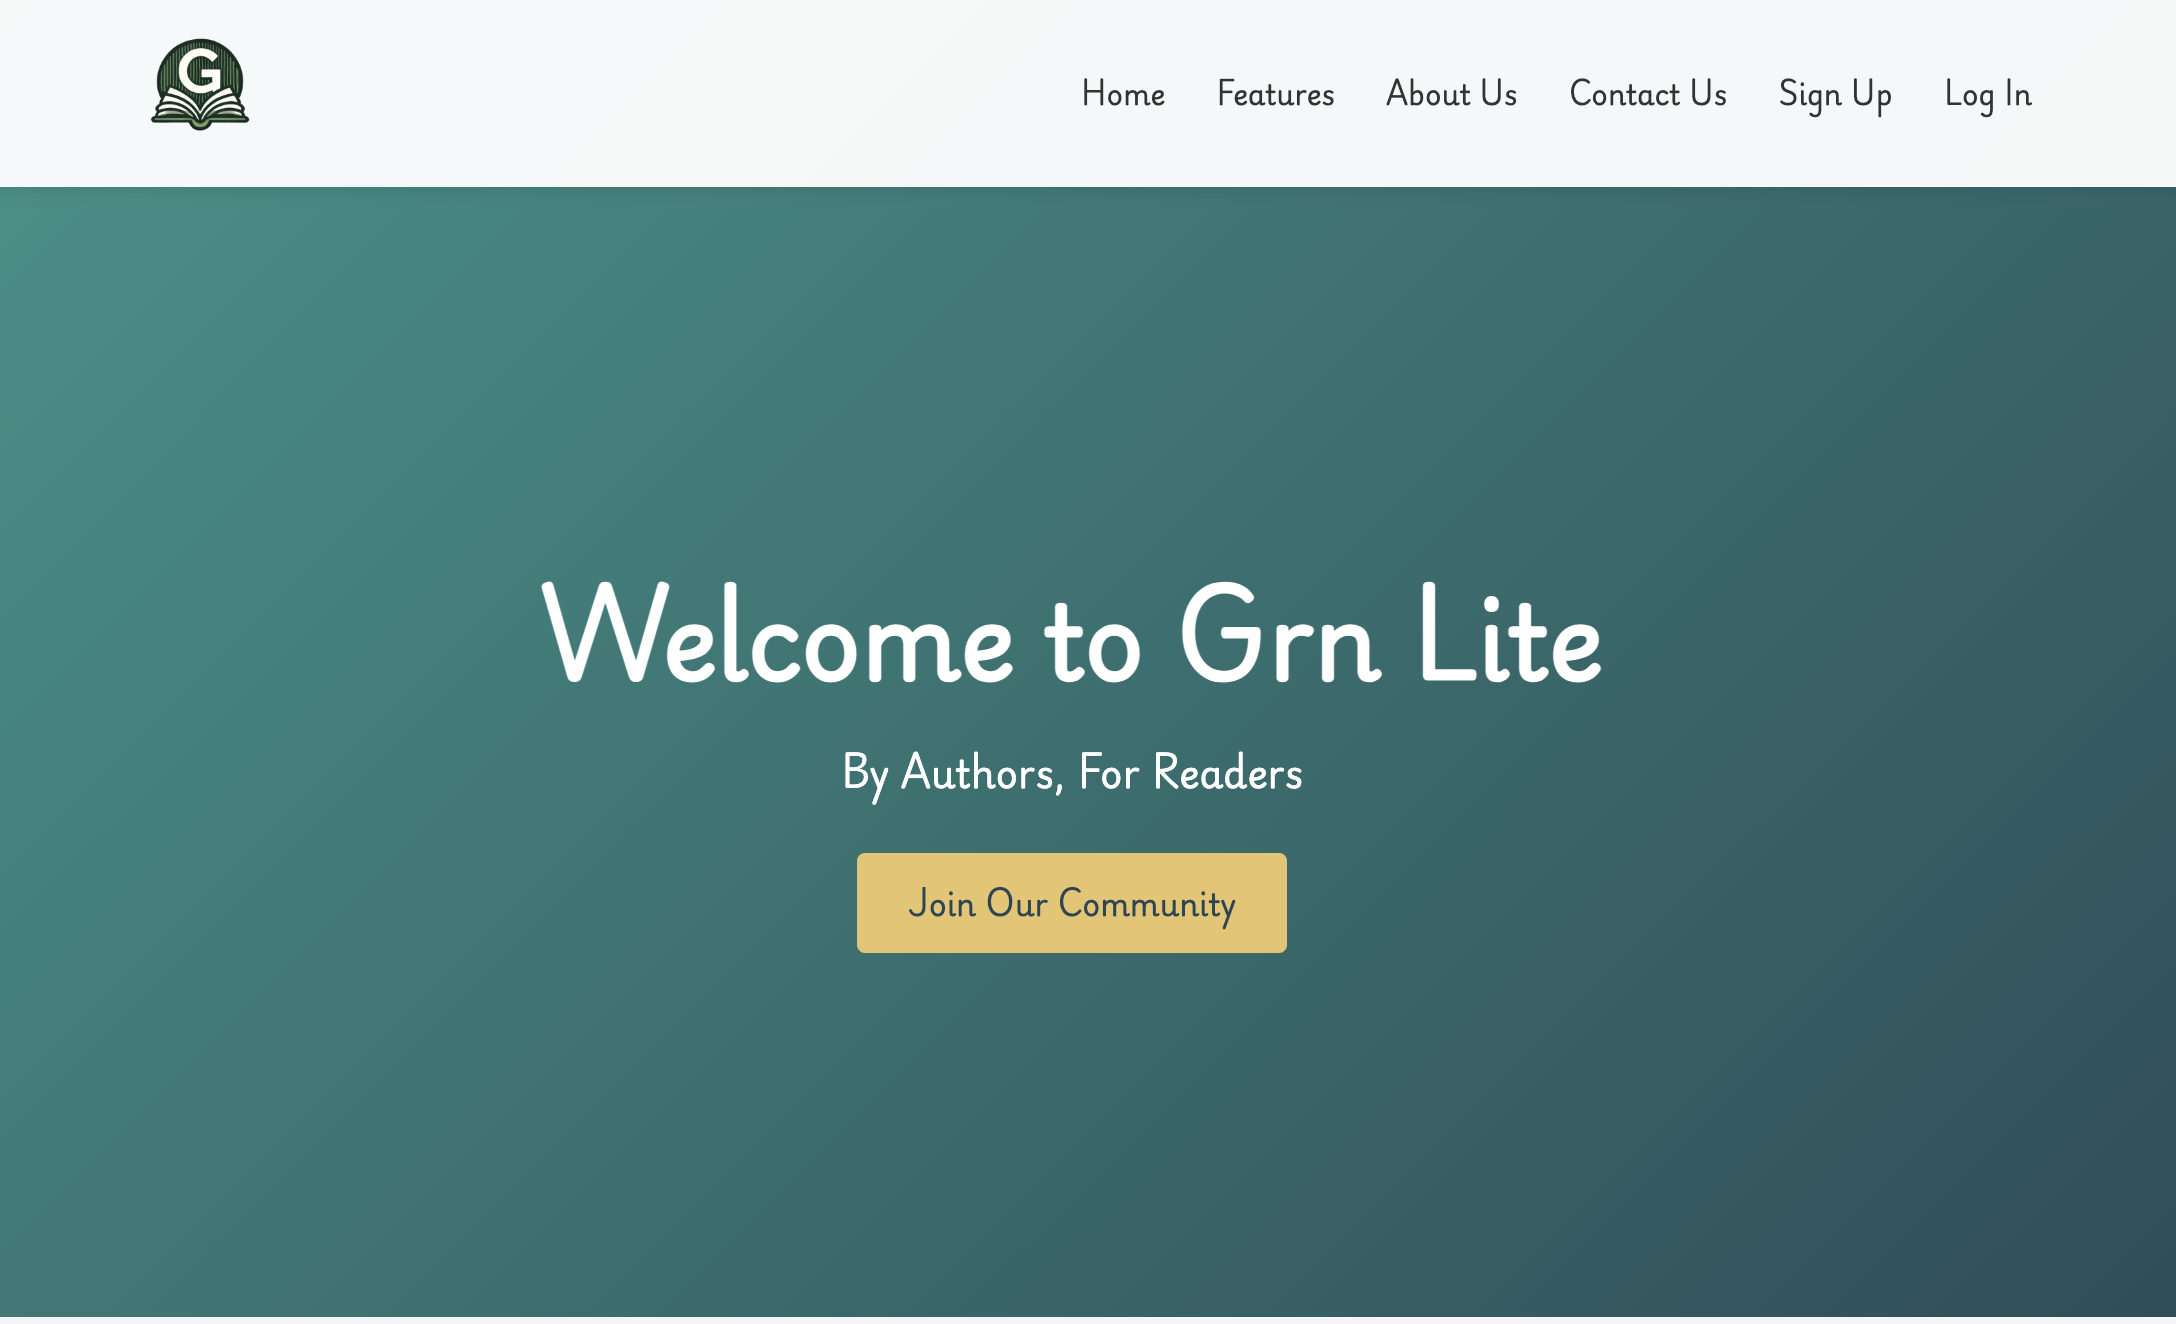 G
Home Features About Us Contact Us Sign Up Log In
Welcome to Grn Lite
By Authors, For Readers
Join Our Community